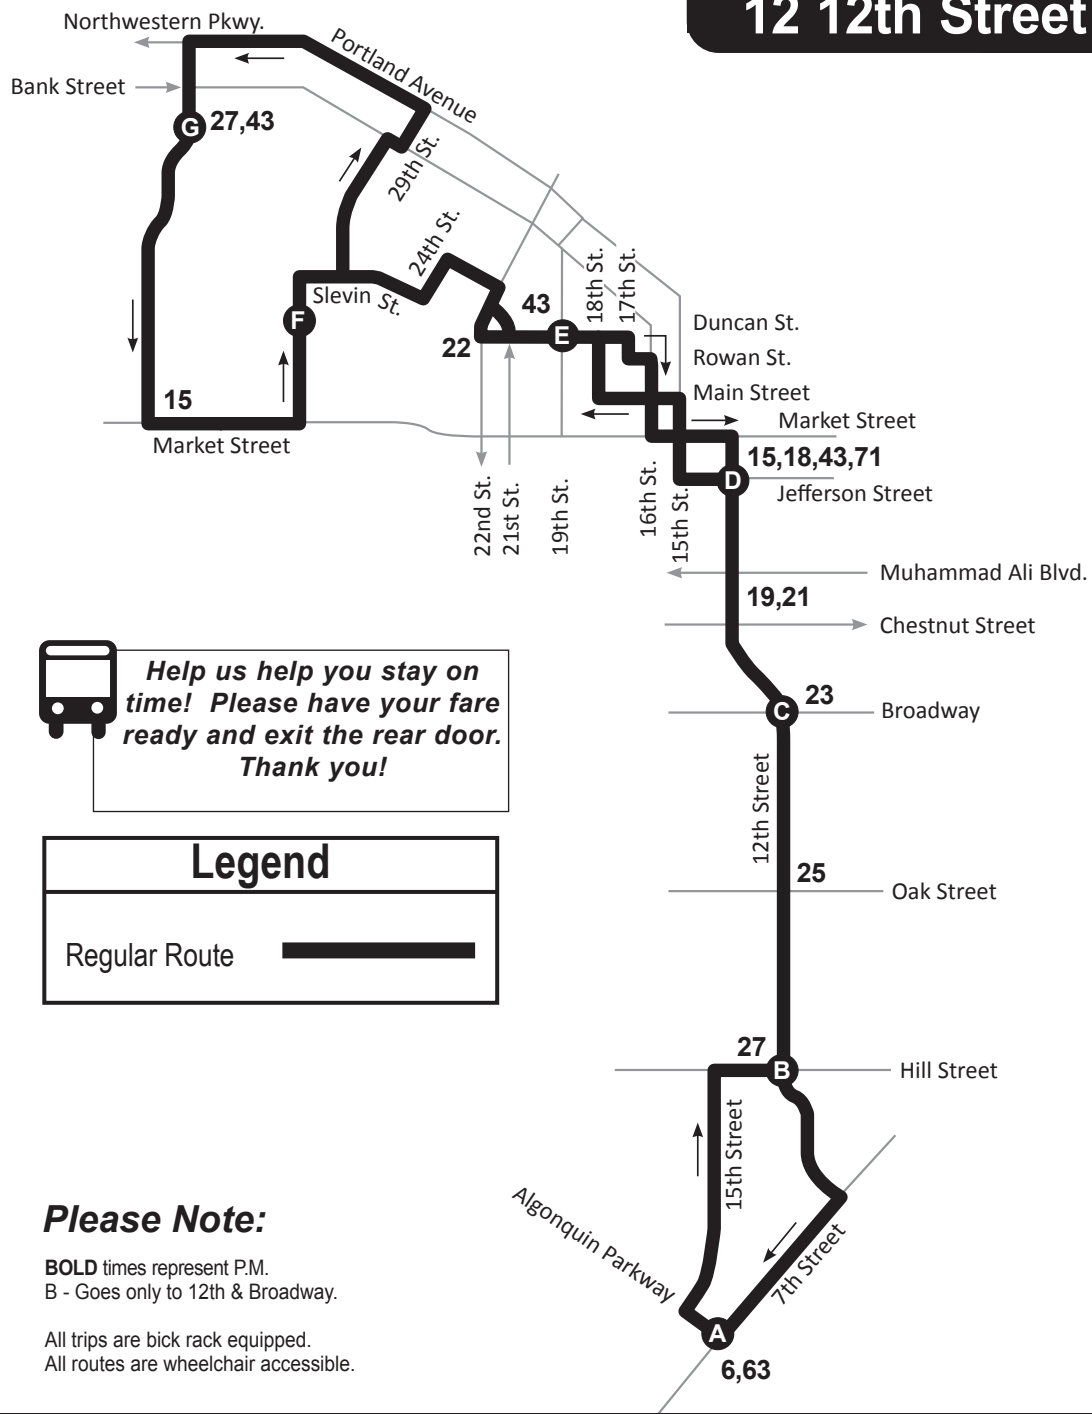 12 12th Street
Northwestern Pkwy.
Portland Avenue
Bank Street
G
27,43
29th St.
24th St.
Slevin St.
F
43
E
22
18th St.
17th St.
Duncan St.
Rowan St.
Main Street
15
Market Street
Market Street
15,18,43,71
D
Jefferson Street
22nd St.
21st St.
19th St.
16th St.
15th St.
Muhammad Ali Blvd.
19,21
Chestnut Street
Help us help you stay on
time! Please have your fare
ready and exit the rear door.
Thank you!
23
C
Broadway
12th Street
25
Oak Street
Legend
Regular Route
27
B
Hill Street
15th Street
Algonquin Parkway
7th Street
A
6,63
Please Note:
BOLD times represent P.M.
B - Goes only to 12th & Broadway.
All trips are bick rack equipped.
All routes are wheelchair accessible.